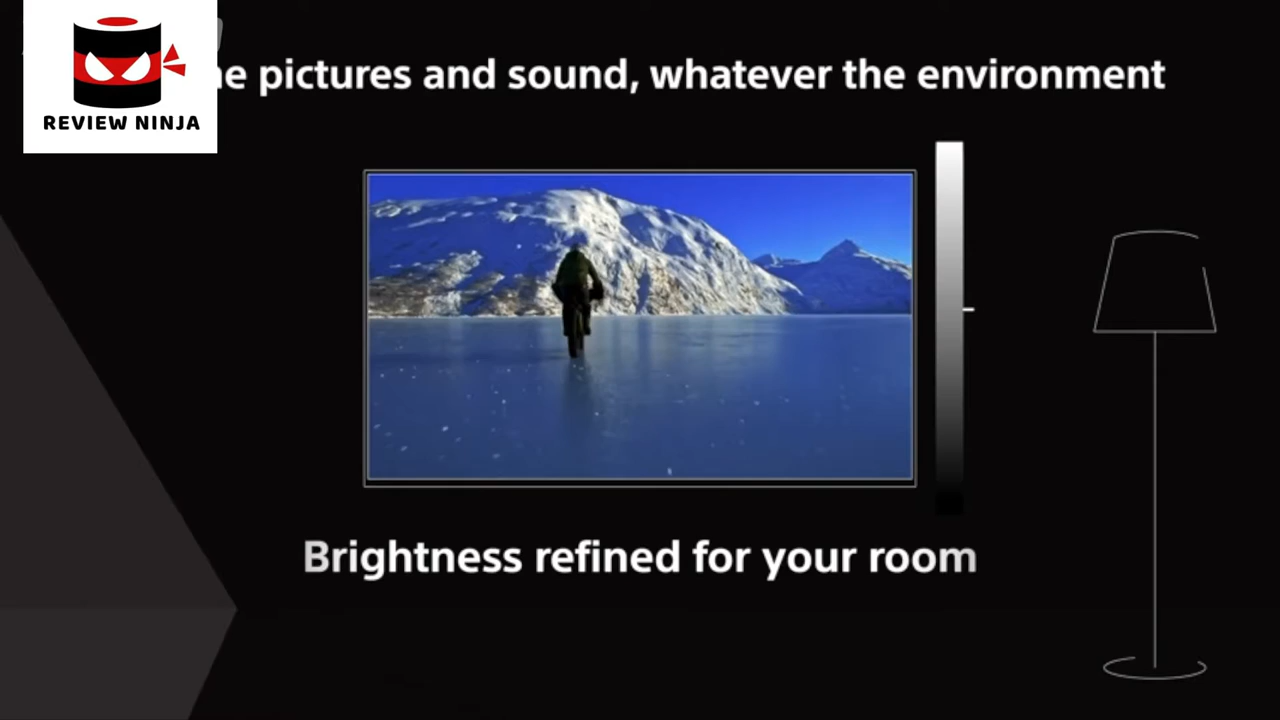 REVIEW NINJA
pictures and sound, whatever the environment
Brightness refined for your room